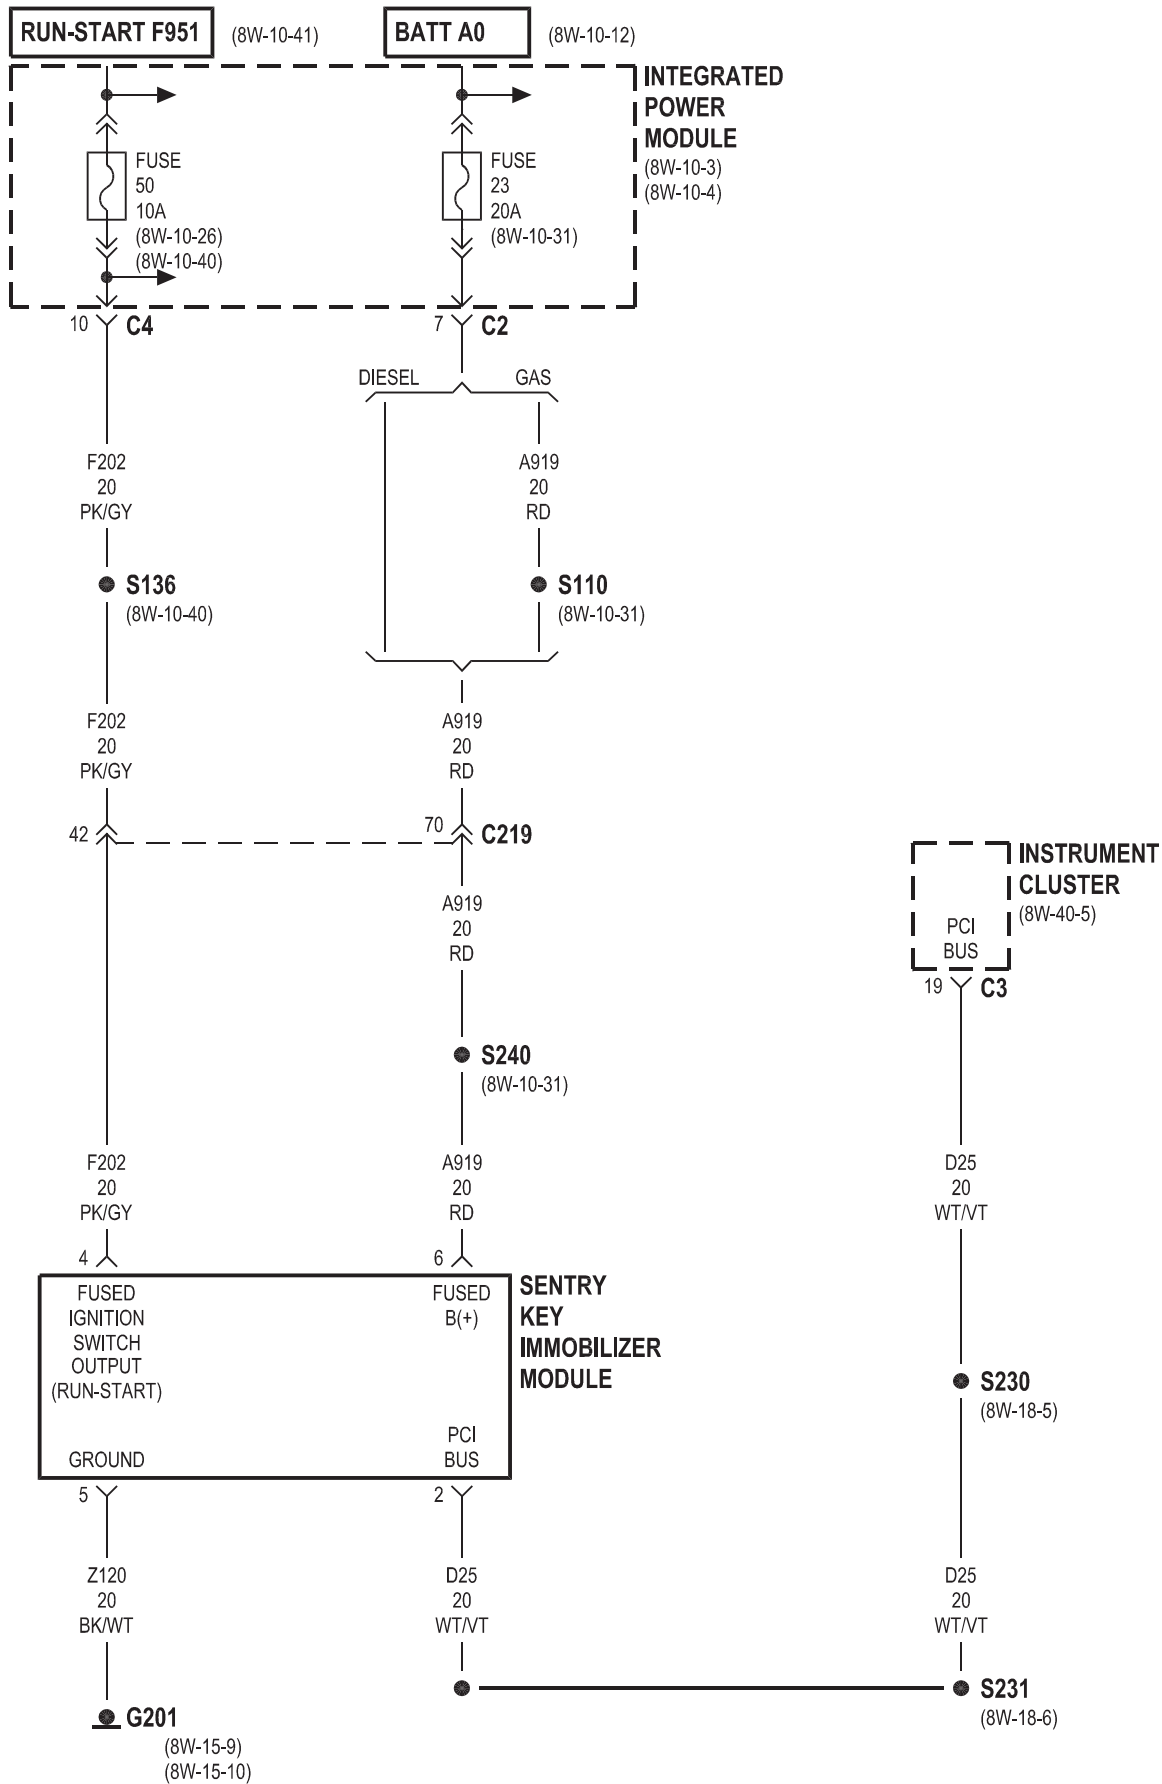 RUN-START F951 (8W-10-41)
BATT A0 (8W-10-12)
INTEGRATED
POWER
MODULE
(8W-10-3)
(8W-10-4)
FUSE
50
10A
(8W-10-26)
(8W-10-40)
FUSE
23
20A
(8W-10-31)
10 C4
7 C2
DIESEL GAS
F202
20
PK/GY
A919
20
RD
S136
(8W-10-40)
S110
(8W-10-31)
F202
20
PK/GY
A919
20
RD
42
70 C219
A919
20
RD
INSTRUMENT
CLUSTER
(8W-40-5)
PCI
BUS
19 C3
S240
(8W-10-31)
F202
20
PK/GY
A919
20
RD
D25
20
WT/VT
4
6
FUSED
IGNITION
SWITCH
OUTPUT
(RUN-START)
FUSED
B(+)
SENTRY
KEY
IMMOBILIZER
MODULE
GROUND
PCI
BUS
S230
(8W-18-5)
5
2
Z120
20
BK/WT
D25
20
WT/VT
D25
20
WT/VT
G201
(8W-15-9)
(8W-15-10)
S231
(8W-18-6)